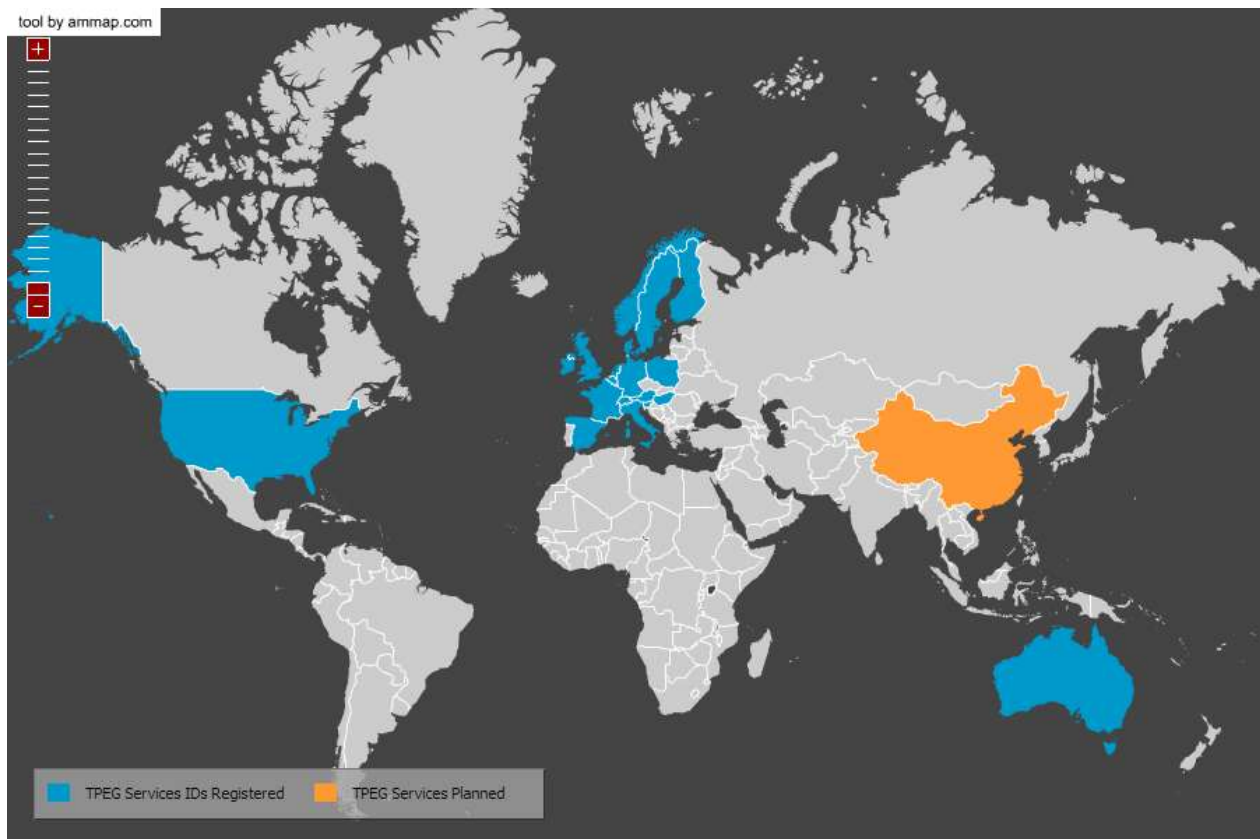 tool by ammap.com
+
−
TPEG Services IDs Registered
TPEG Services Planned